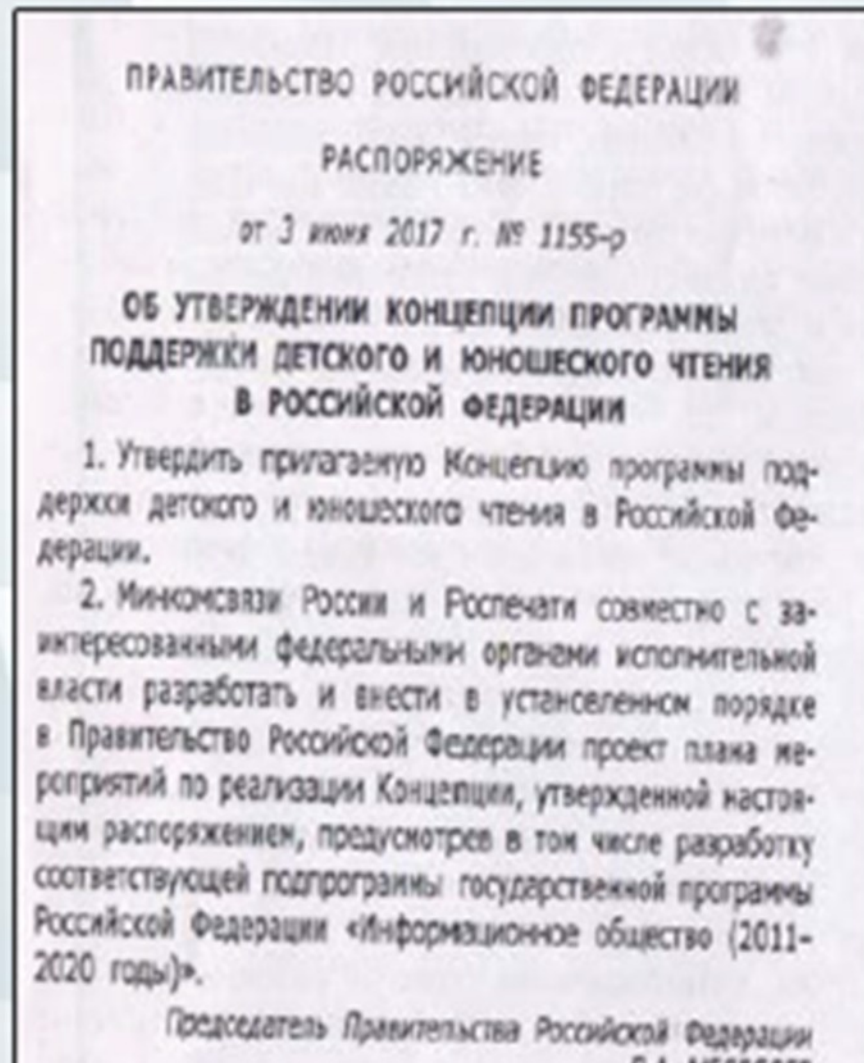 ПРАВИТЕЛЬСТВО РОССИЙСКОЙ ФЕДЕРАЦИИ
РАСПОРЯЖЕНИЕ
от 3 июня 2017 г. № 1155-р
ОБ УТВЕРЖДЕНИИ КОНЦЕПЦИИ ПРОГРАММЫ
ПОДДЕРЖКИ ДЕТСКОГО И ЮНОШЕСКОГО ЧТЕНИЯ
В РОССИЙСКОЙ ФЕДЕРАЦИИ
1. Утвердить прилагаемую Концепцию программы под-
держки детского и юношеского чтения в Российской Фе-
дерации.
2. Минкомсвязи России и Роспечати совместно с за-
интересованными федеральными органами исполнительной
власти разработать и внести в установленном порядке
в Правительство Российской Федерации проект плана ме-
роприятий по реализации Концепции, утвержденной настоя-
щим распоряжением, предусмотрев в том числе разработку
соответствующей подпрограммы государственной программы
Российской Федерации «Информационное общество (2011–
2020 годы)».
Председатель Правительства Российской Федерации